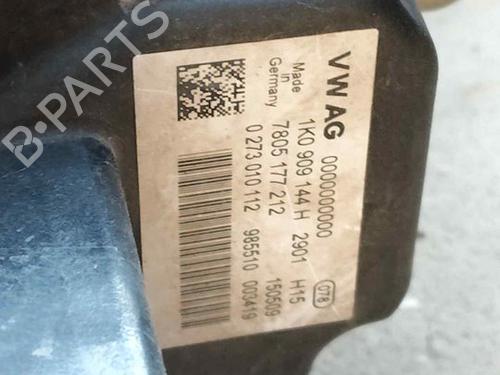 VW AG 0000000000
Made in Germany
1K0 909 144 H 2901 H15 078
7805 177 212 150509
0 273 010 112 985510 003419
B-PARTS